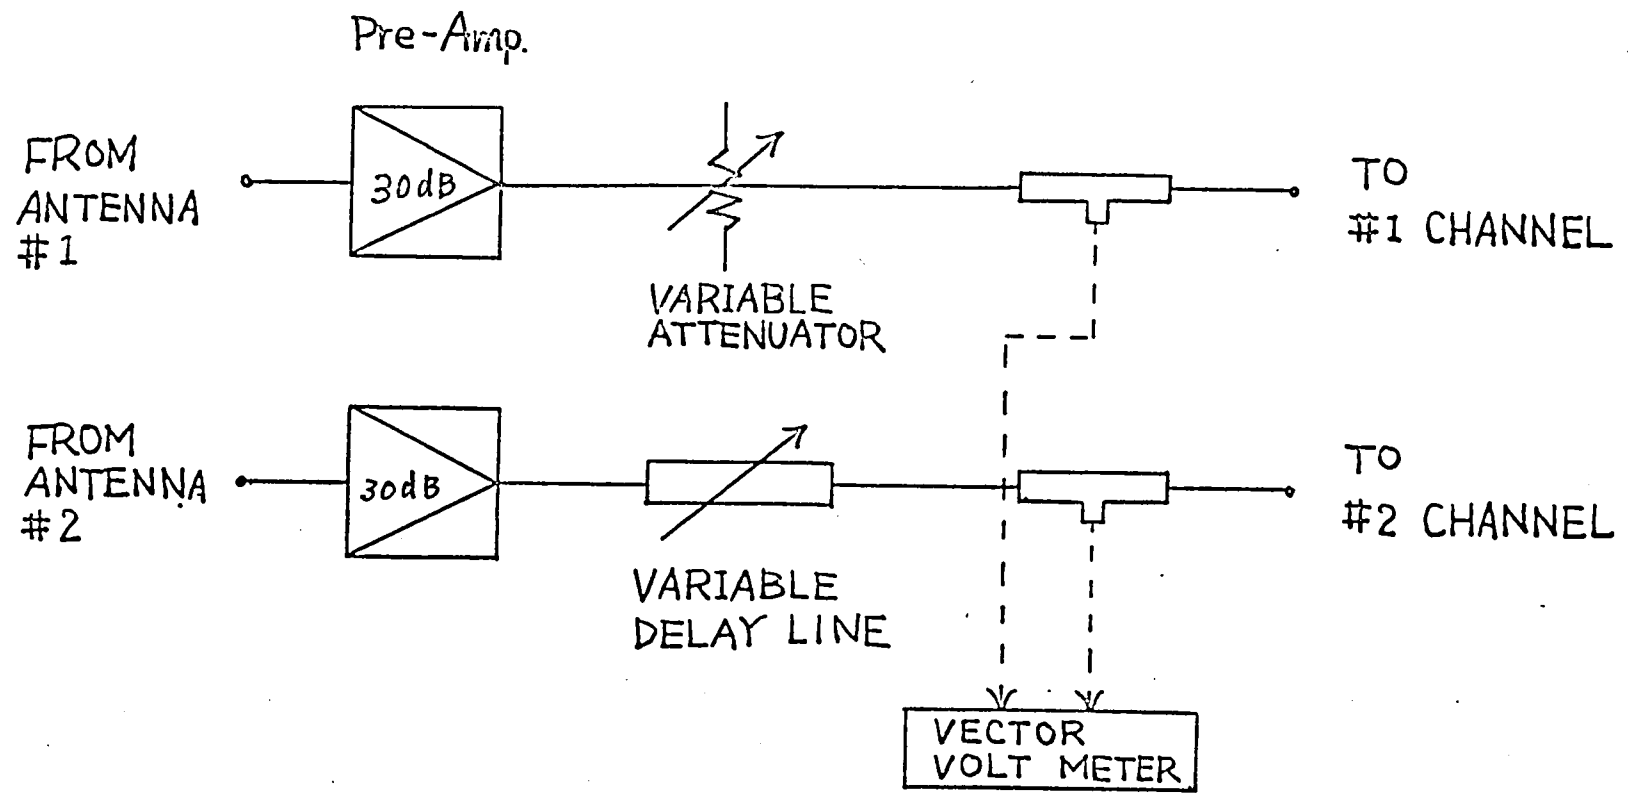 Pre-Amp.
FROM
ANTENNA
#1
30dB
VARIABLE
ATTENUATOR
TO
#1 CHANNEL
FROM
ANTENNA
#2
30dB
VARIABLE
DELAY LINE
TO
#2 CHANNEL
VECTOR
VOLT METER